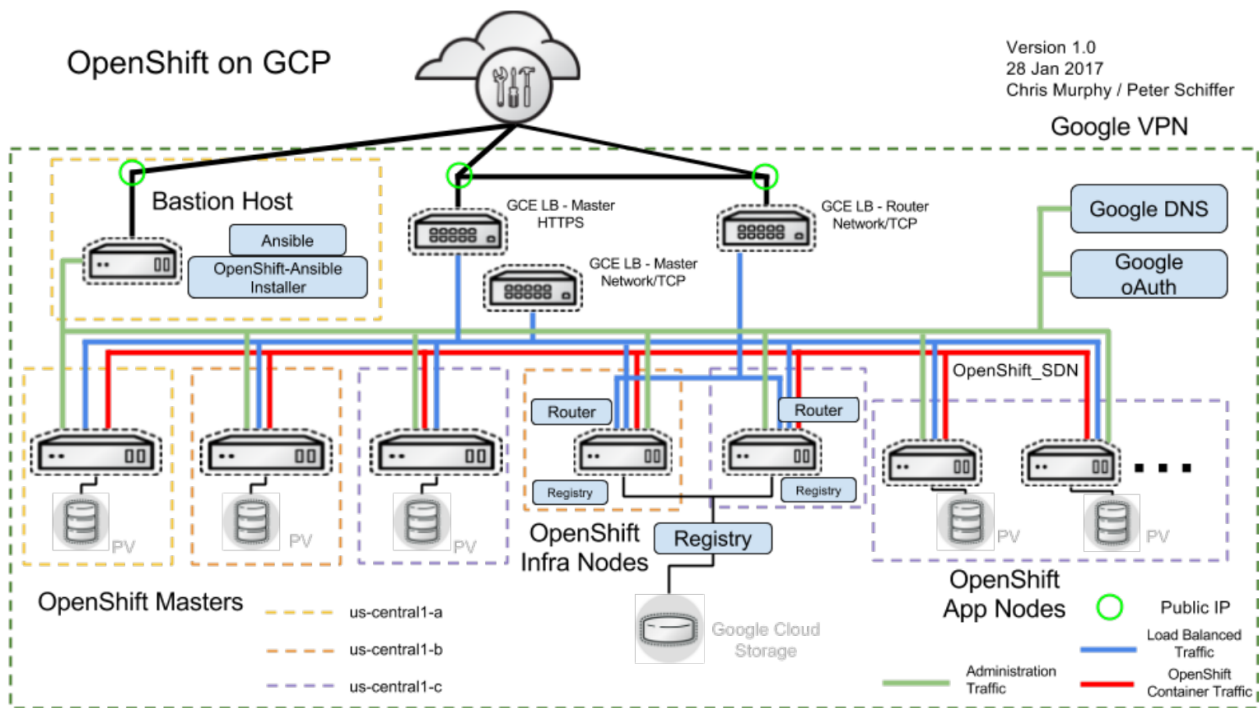 OpenShift on GCP
Version 1.0
28 Jan 2017
Chris Murphy / Peter Schiffer
Google VPN
Bastion Host
Ansible
OpenShift-Ansible
Installer
GCE LB - Master
HTTPS
GCE LB - Master
Network/TCP
GCE LB - Router
Network/TCP
Google DNS
Google
oAuth
OpenShift_SDN
Router
Router
Registry
Registry
PV
PV
PV
PV
PV
OpenShift
Infra Nodes
Registry
OpenShift Masters
OpenShift
App Nodes
Google Cloud
Storage
us-central1-a
us-central1-b
us-central1-c
Public IP
Load Balanced
Traffic
Administration
Traffic
OpenShift
Container Traffic